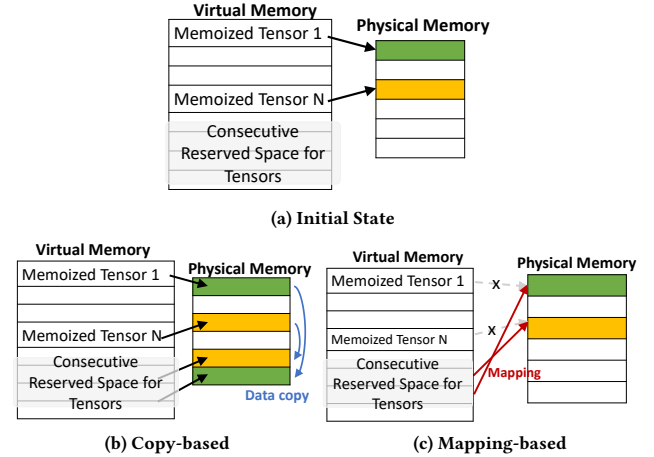 Virtual Memory
Physical Memory
Memoized Tensor 1
Memoized Tensor N
Consecutive
Reserved Space for
Tensors
(a) Initial State
Virtual Memory
Physical Memory
Memoized Tensor 1
Memoized Tensor N
Consecutive
Reserved Space for
Tensors
Data copy
(b) Copy-based
Virtual Memory
Physical Memory
Memoized Tensor 1
X
Memoized Tensor N
X
Consecutive
Reserved Space for
Tensors
Mapping
(c) Mapping-based